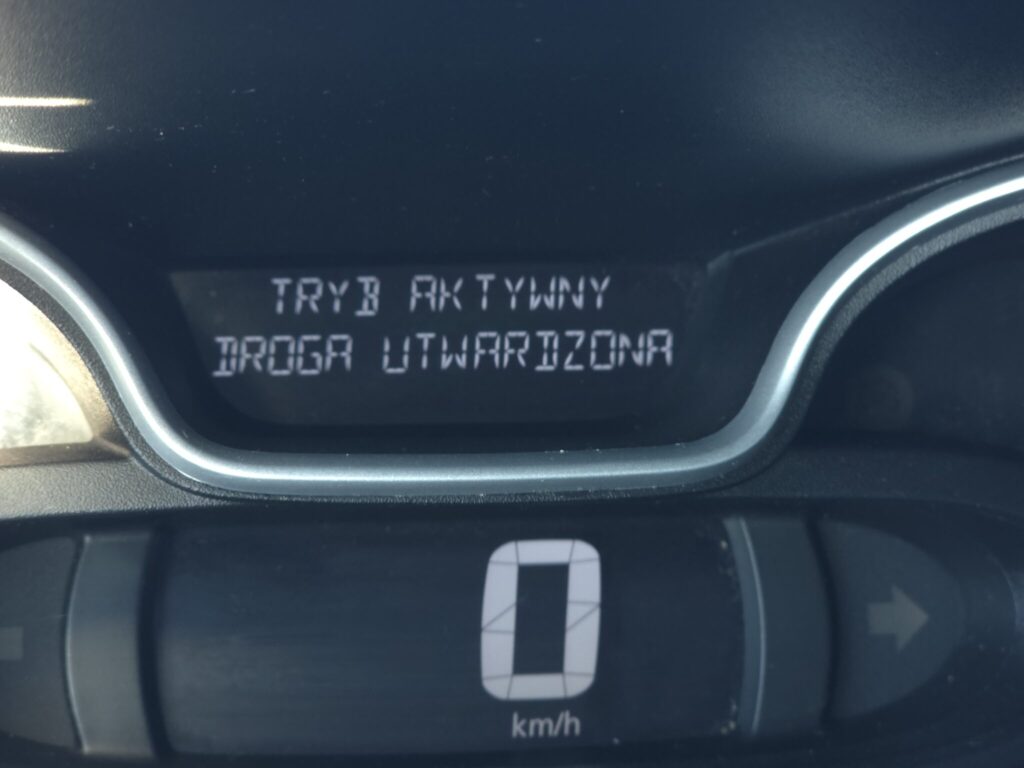 TRYB AKTYWNY
DROGA UTWARDZONA
0
km/h